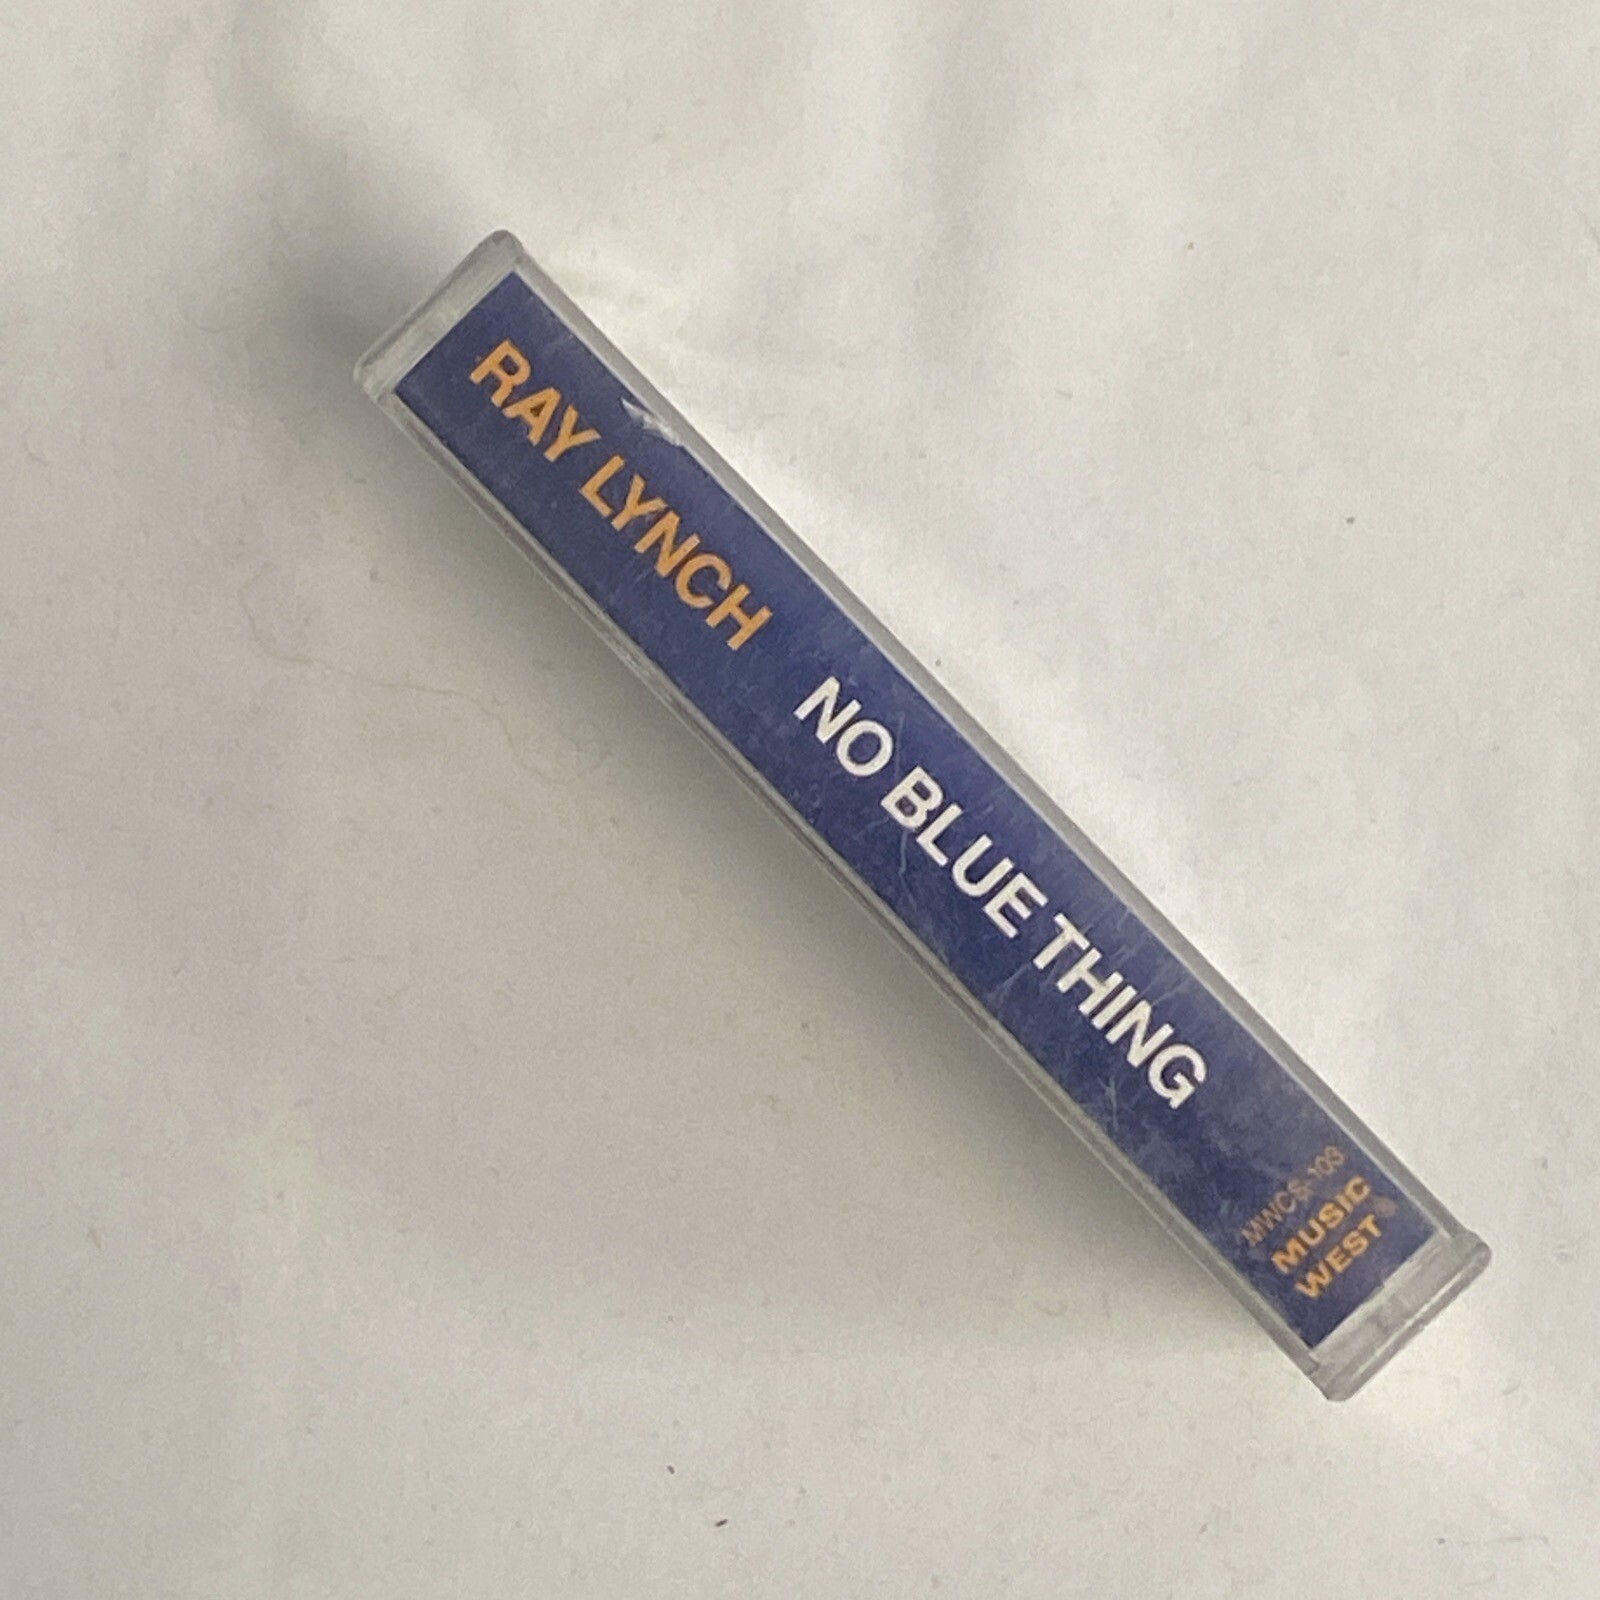 RAY LYNCH NO BLUE THING
MWCS-103
MUSIC
WEST®